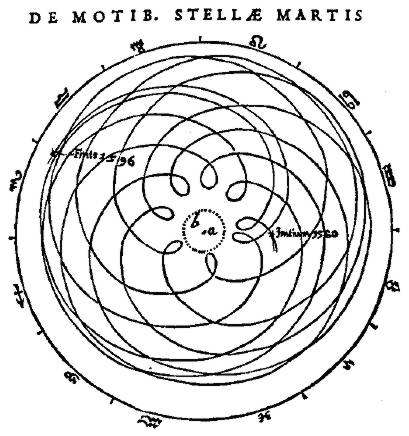 DE MOTIB. STELLÆ MARTIS
Finis 1596
b
a
Initium 1580